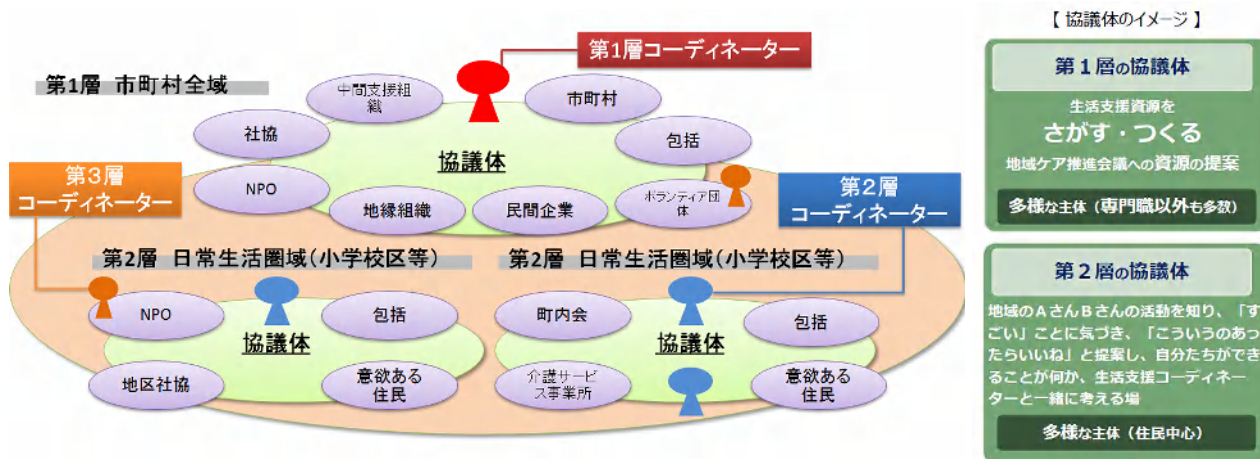 【 協議体のイメージ 】
第1層コーディネーター
第1層 市町村全域
中間支援組
織
市町村
社協
包括
協議体
NPO
地縁組織
民間企業
ボランティア団
体
第3層
コーディネーター
第2層
コーディネーター
第2層 日常生活圏域(小学校区等)
第2層 日常生活圏域(小学校区等)
NPO
包括
協議体
地区社協
意欲ある
住民
町内会
包括
協議体
介護サービ
ス事業所
意欲ある
住民
第1層の協議体
生活支援資源を
さがす・つくる
地域ケア推進会議への資源の提案
多様な主体(専門職以外も多数)
第2層の協議体
地域のAさんBさんの活動を知り、「す
ごい」ことに気づき、「こういうのあっ
たらいいね」と提案し、自分たちができ
ることが何か、生活支援コーディネー
ターと一緒に考える場
多様な主体(住民中心)